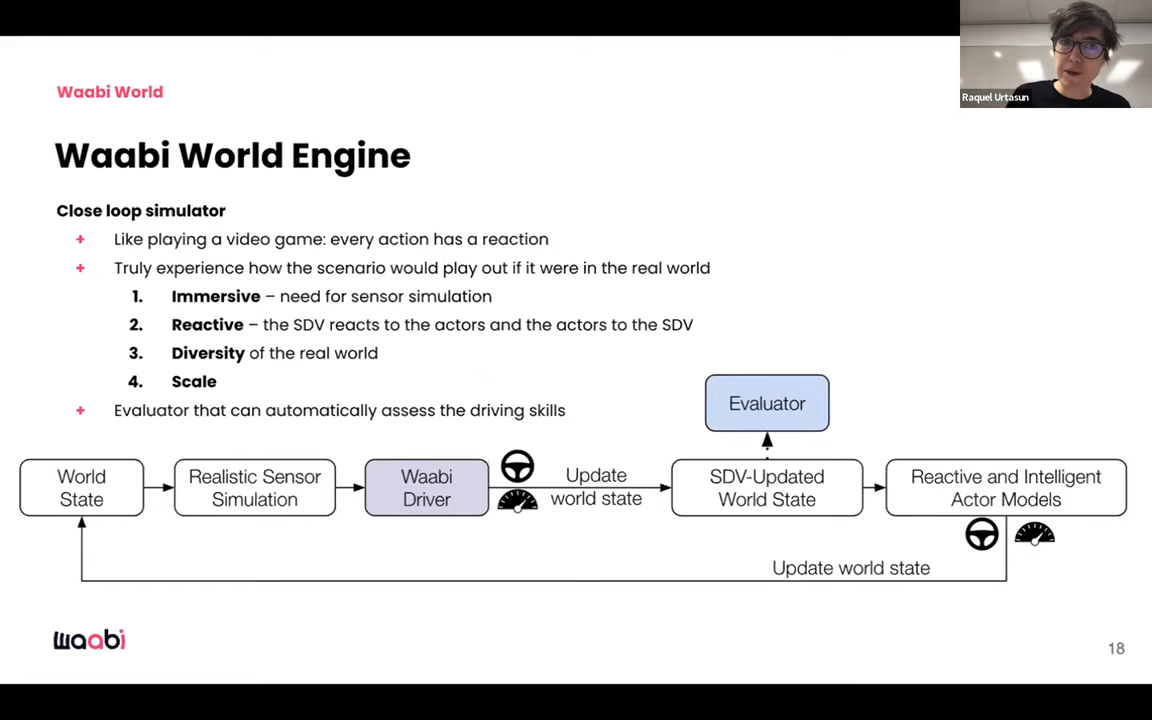 Raquel Urtasun
Waabi World
Waabi World Engine
Close loop simulator
+ Like playing a video game: every action has a reaction
+ Truly experience how the scenario would play out if it were in the real world
1. Immersive – need for sensor simulation
2. Reactive – the SDV reacts to the actors and the actors to the SDV
3. Diversity of the real world
4. Scale
+ Evaluator that can automatically assess the driving skills
Evaluator
World
State
Realistic Sensor
Simulation
Waabi
Driver
Update
world state
SDV-Updated
World State
Reactive and Intelligent
Actor Models
Update world state
waabi
18